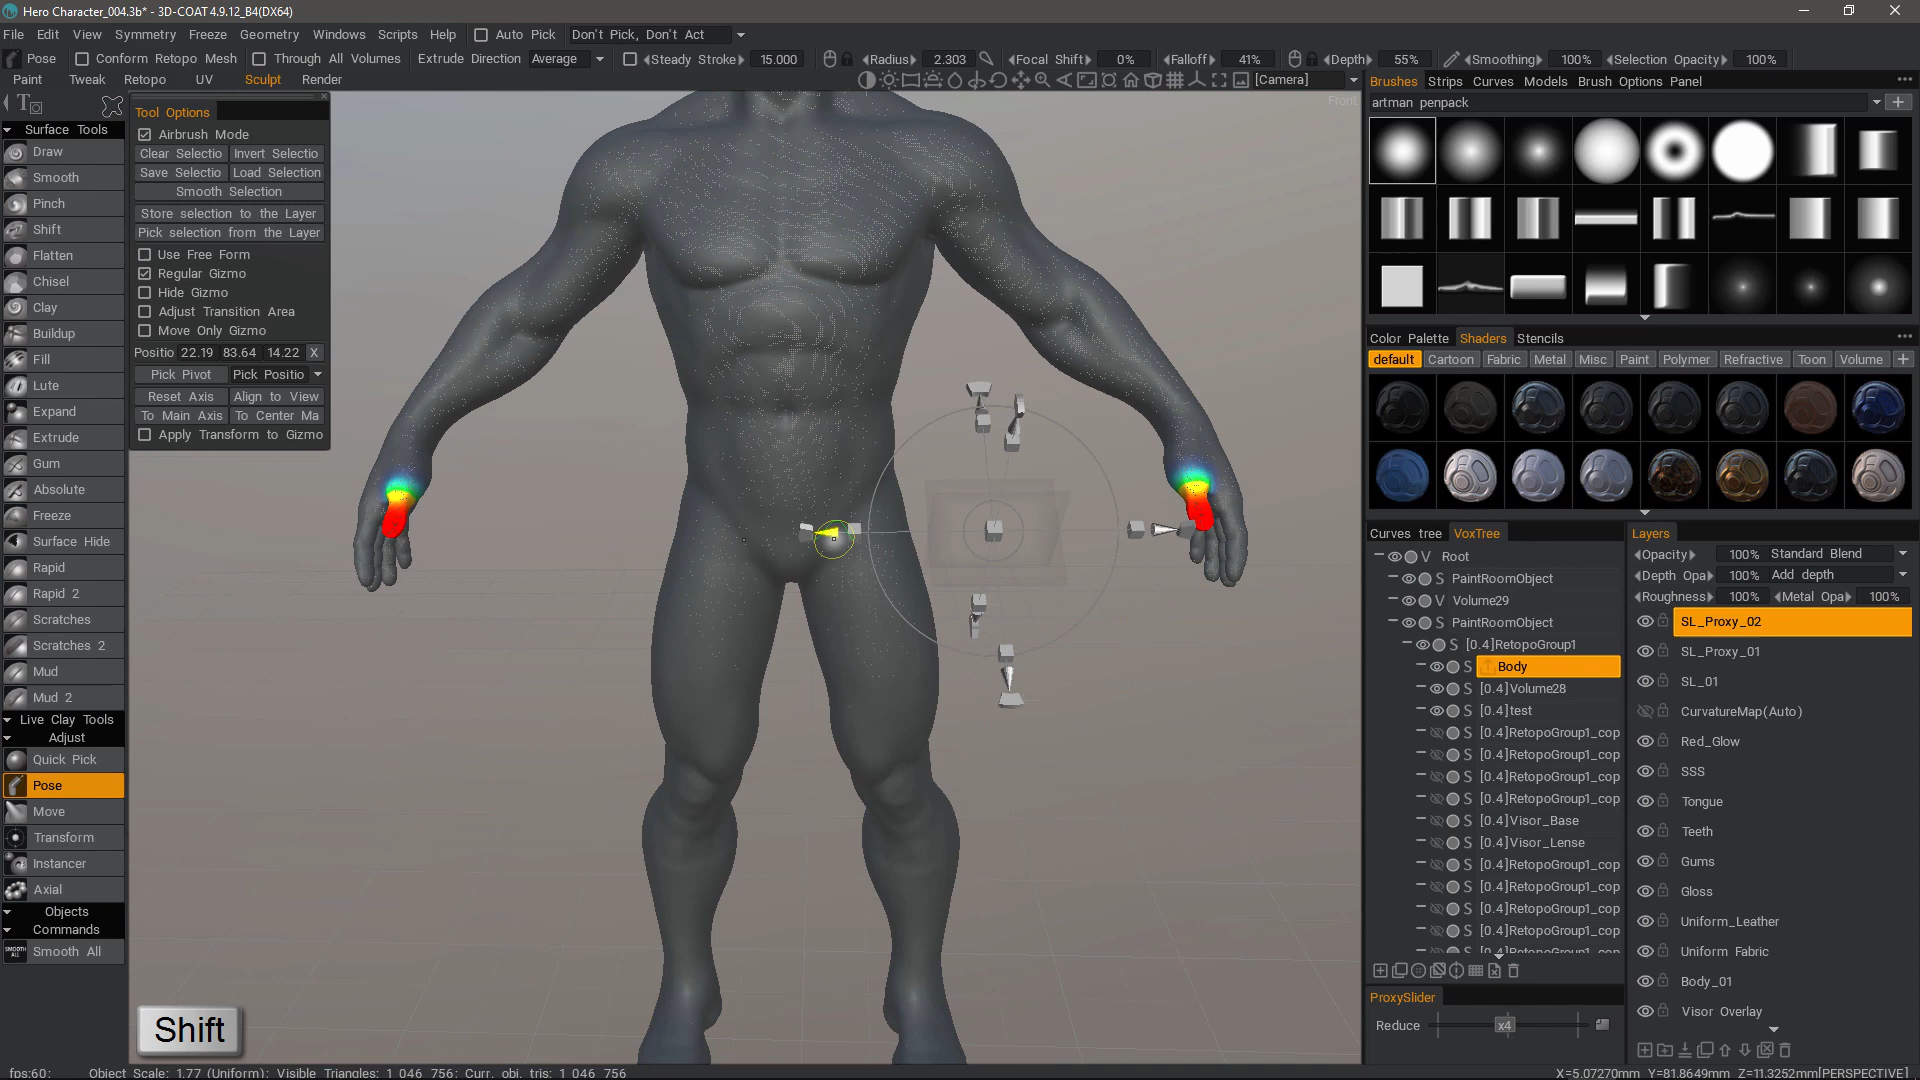 Hero Character_004.3b* - 3D-COAT 4.9.12_B4(DX64)
File Edit View Symmetry Freeze Geometry Windows Scripts Help Auto Pick Don't Pick, Don't Act
Pose Conform Retopo Mesh Through All Volumes Extrude Direction Average Steady Stroke 15.000 Radius 2.303 Focal Shift 0% Falloff 41% Depth 55% Smoothing 100% Selection Opacity 100%
Paint Tweak Retopo UV Sculpt Render [Camera]
Front
Surface Tools
Draw
Smooth
Pinch
Shift
Flatten
Chisel
Clay
Buildup
Fill
Lute
Expand
Extrude
Gum
Absolute
Freeze
Surface Hide
Rapid
Rapid 2
Scratches
Scratches 2
Mud
Mud 2
Live Clay Tools
Adjust
Quick Pick
Pose
Move
Transform
Instancer
Axial
Objects
Commands
SMOOTH ALL
Smooth All
Tool Options
Airbrush Mode
Clear Selectio Invert Selectio
Save Selectio Load Selection
Smooth Selection
Store selection to the Layer
Pick selection from the Layer
Use Free Form
Regular Gizmo
Hide Gizmo
Adjust Transition Area
Move Only Gizmo
Positio 22.19 83.64 14.22 X
Pick Pivot Pick Positio
Reset Axis Align to View
To Main Axis To Center Ma
Apply Transform to Gizmo
Shift
Brushes Strips Curves Models Brush Options Panel
artman penpack
Color Palette Shaders Stencils
default Cartoon Fabric Metal Misc Paint Polymer Refractive Toon Volume
Curves tree VoxTree
V Root
S PaintRoomObject
V Volume29
S PaintRoomObject
S [0.4]RetopoGroup1
S Body
S [0.4]Volume28
S [0.4]test
S [0.4]RetopoGroup1_cop
S [0.4]RetopoGroup1_cop
S [0.4]RetopoGroup1_cop
S [0.4]RetopoGroup1_cop
S [0.4]Visor_Base
S [0.4]Visor_Lense
S [0.4]RetopoGroup1_cop
S [0.4]RetopoGroup1_cop
S [0.4]RetopoGroup1_cop
S [0.4]RetopoGroup1_cop
ProxySlider
Reduce x4
Layers
Opacity 100% Standard Blend
Depth Opa 100% Add depth
Roughness 100% Metal Opa 100%
SL_Proxy_02
SL_Proxy_01
SL_01
CurvatureMap(Auto)
Red_Glow
SSS
Tongue
Teeth
Gums
Gloss
Uniform_Leather
Uniform Fabric
Body_01
Visor Overlay
fps:60; Object Scale: 1.77 (Uniform); Visible Triangles: 1 046 756; Curr. obj. tris: 1 046 756
X=5.07270mm Y=81.8649mm Z=11.3252mm[PERSPECTIVE]